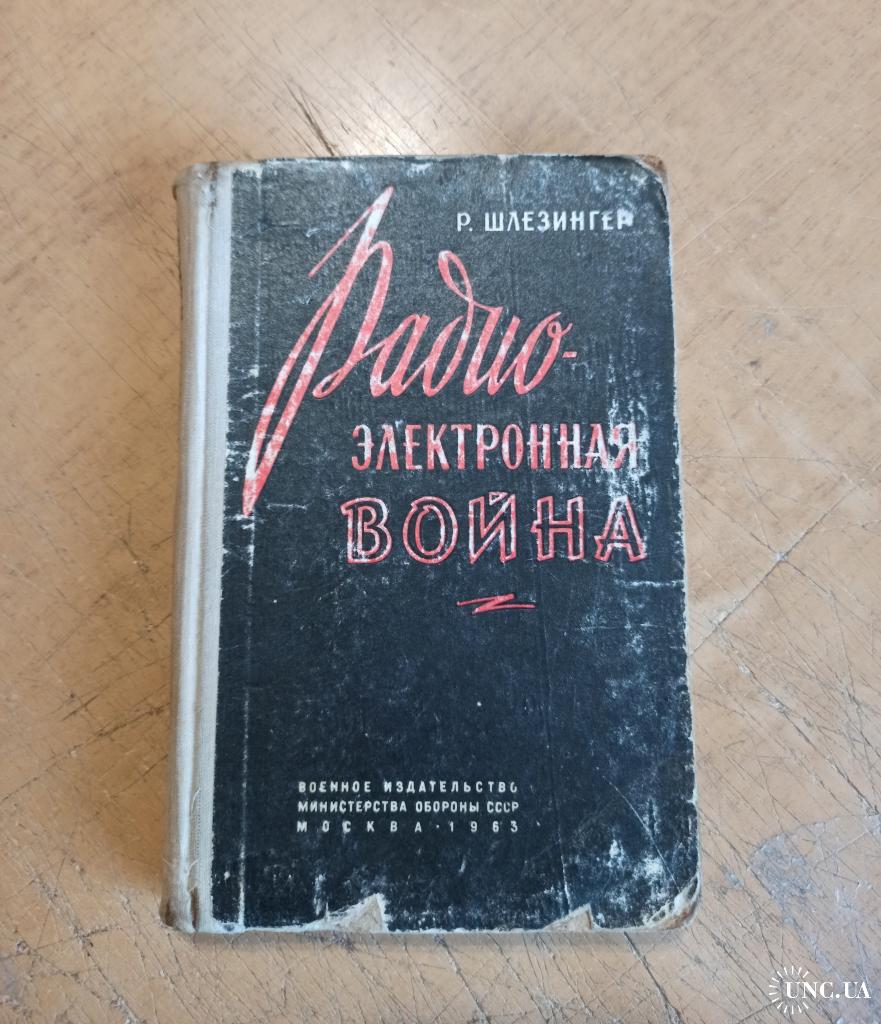 Р. ШЛЕЗИНГЕР
Радио-
ЭЛЕКТРОННАЯ
ВОЙНА
ВОЕННОЕ ИЗДАТЕЛЬСТВО
МИНИСТЕРСТВА ОБОРОНЫ СССР
МОСКВА · 1963
UNC.UA